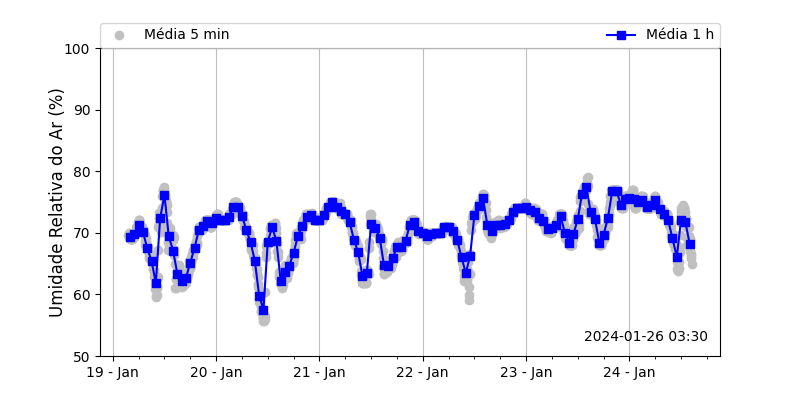 Média 5 min
Média 1 h
Umidade Relativa do Ar (%)
100
90
80
70
60
50
2024-01-26 03:30
19 - Jan
20 - Jan
21 - Jan
22 - Jan
23 - Jan
24 - Jan